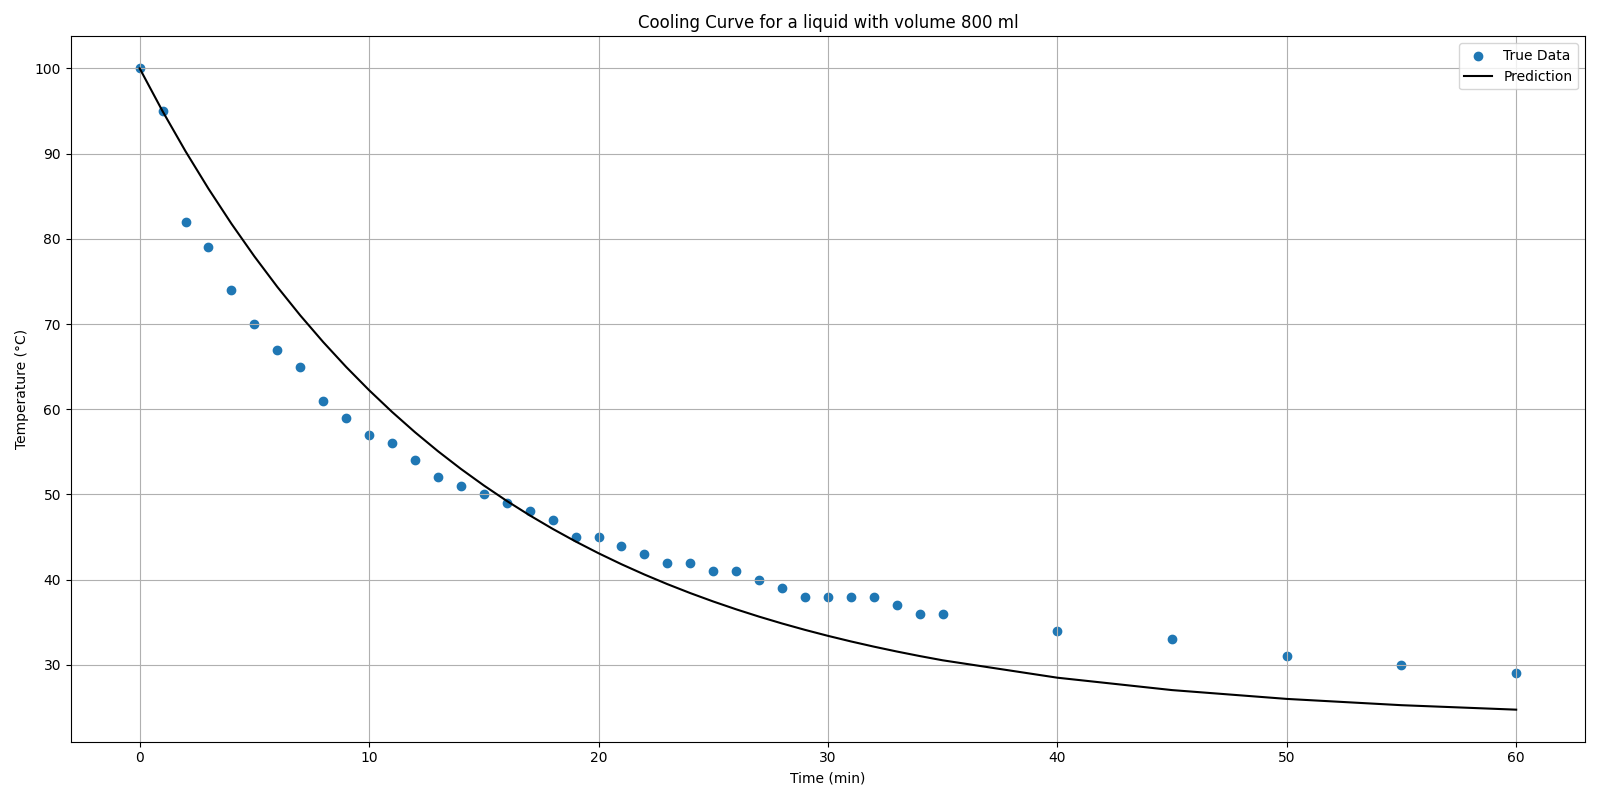 Cooling Curve for a liquid with volume 800 ml
True Data
Prediction
Temperature (°C)
100
90
80
70
60
50
40
30
0 10 20 30 40 50 60
Time (min)